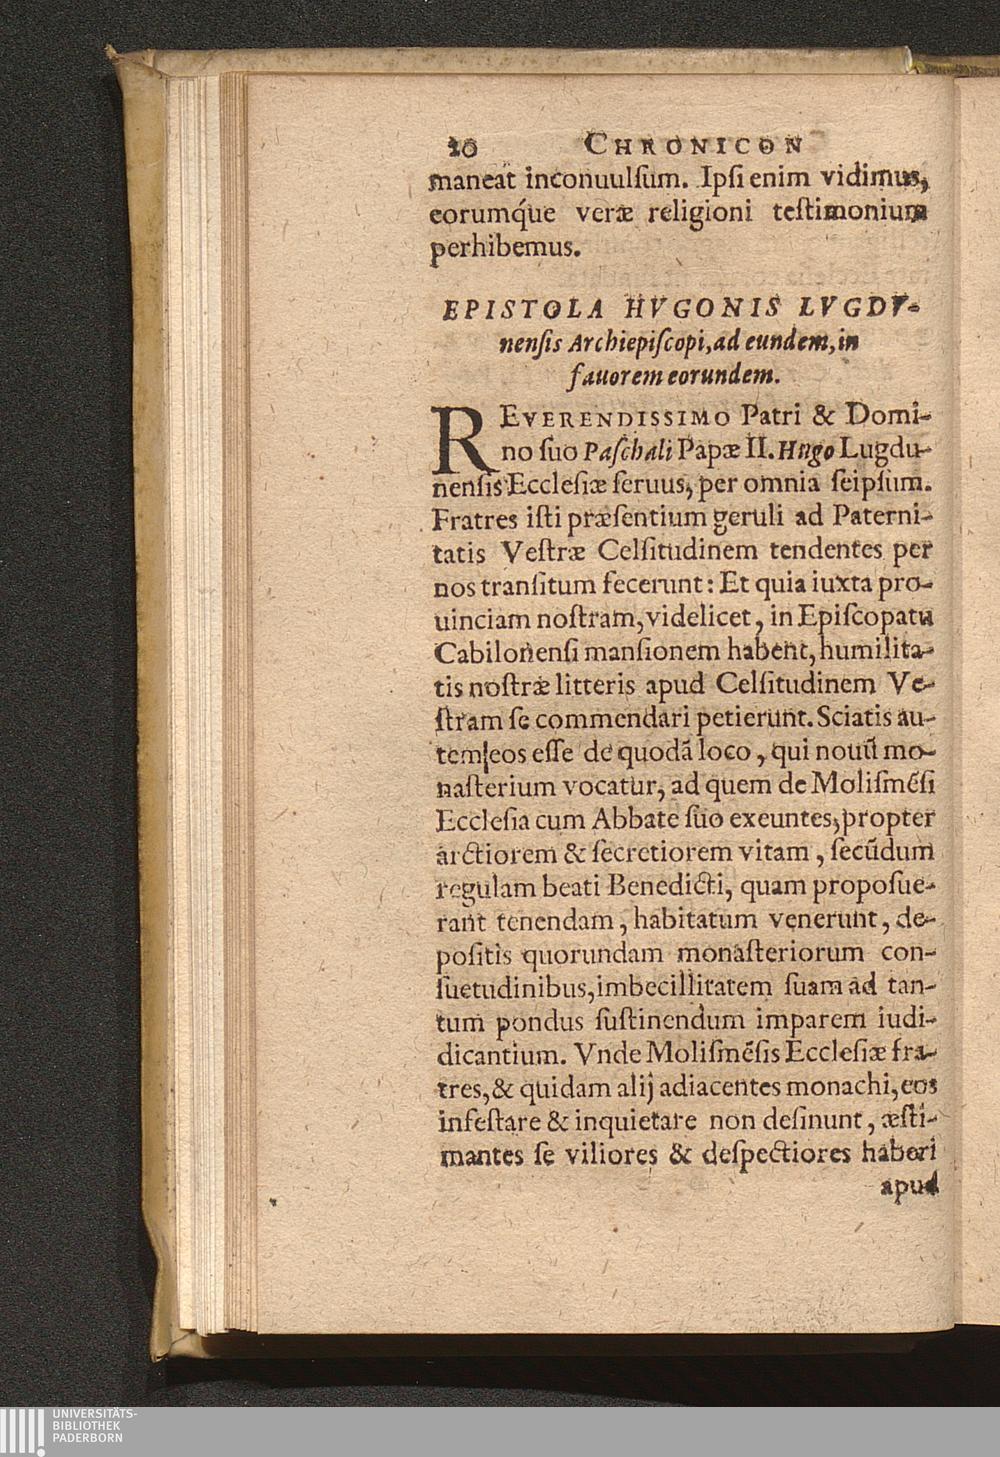 20 CHRONICON
maneat inconuulſum. Ipſi enim vidimus,
eorumq́ue veræ religioni teſtimonium
perhibemus.
EPISTOLA HVGONIS LVGDV-
nenſis Archiepiſcopi, ad eundem, in
fauorem eorundem.
REVERENDISSIMO Patri & Domi-
no ſuo Paſchali Papæ II. Hugo Lugdu-
nenſis Eccleſiæ ſeruus, per omnia ſeipſum.
Fratres iſti præſentium geruli ad Paterni-
tatis Veſtræ Celſitudinem tendentes per
nos tranſitum fecerunt: Et quia iuxta pro-
uinciam noſtram, videlicet, in Epiſcopatu
Cabilonenſi manſionem habent, humilita-
tis noſtræ litteris apud Celſitudinem Ve-
ſtram ſe commendari petierunt. Sciatis au-
tem eos eſſe de quodã loco, qui nouũ mo-
naſterium vocatur, ad quem de Moliſmẽſi
Eccleſia cum Abbate ſuo exeuntes, propter
arctiorem & ſecretiorem vitam, ſecũdum
regulam beati Benedicti, quam propoſue-
rant tenendam, habitatum venerunt, de-
poſitis quorundam monaſteriorum con-
ſuetudinibus, imbecillitatem ſuam ad tan-
tum pondus ſuſtinendum imparem iudi-
dicantium. Vnde Moliſmẽſis Eccleſiæ fra-
tres, & quidam alij adiacentes monachi, eos
infeſtare & inquietare non deſinunt, æſti-
mantes ſe viliores & deſpectiores haberi
apud
UNIVERSITÄTS-
BIBLIOTHEK
PADERBORN